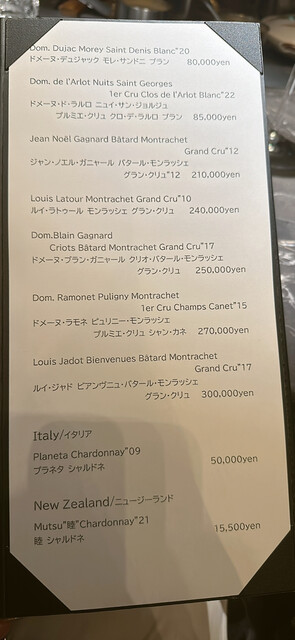 Dom. Dujac Morey Saint Denis Blanc"20
ドメーヌ・デュジャック モレ・サンドニ ブラン 80,000yen
Dom. de l'Arlot Nuits Saint Georges
1er Cru Clos de l'Arlot Blanc"22
ドメーヌ・ド・ラルロ ニュイ・サン・ジョルジュ
プルミエ・クリュ クロ・デ・ラルロ ブラン 85,000yen
Jean Noël Gagnard Bâtard Montrachet
Grand Cru"12
ジャン・ノエル・ガニャール バタール・モンラッシェ
グラン・クリュ"12 210,000yen
Louis Latour Montrachet Grand Cru"10
ルイ・ラトゥール モンラッシェ グラン・クリュ 240,000yen
Dom.Blain Gagnard
Criots Bâtard Montrachet Grand Cru"17
ドメーヌ・ブラン・ガニャール クリオ・バタール・モンラッシェ
グラン・クリュ 250,000yen
Dom. Ramonet Puligny Montrachet
1er Cru Champs Canet"15
ドメーヌ・ラモネ ピュリニー・モンラッシェ
プルミエ・クリュ シャン・カネ 270,000yen
Louis Jadot Bienvenues Bâtard Montrachet
Grand Cru"17
ルイ・ジャド ビアンヴニュ・バタール・モンラッシェ
グラン・クリュ 300,000yen
Italy/イタリア
Planeta Chardonnay"09
プラネタ シャルドネ 50,000yen
New Zealand/ニュージーランド
Mutsu"睦"Chardonnay"21
睦 シャルドネ 15,500yen